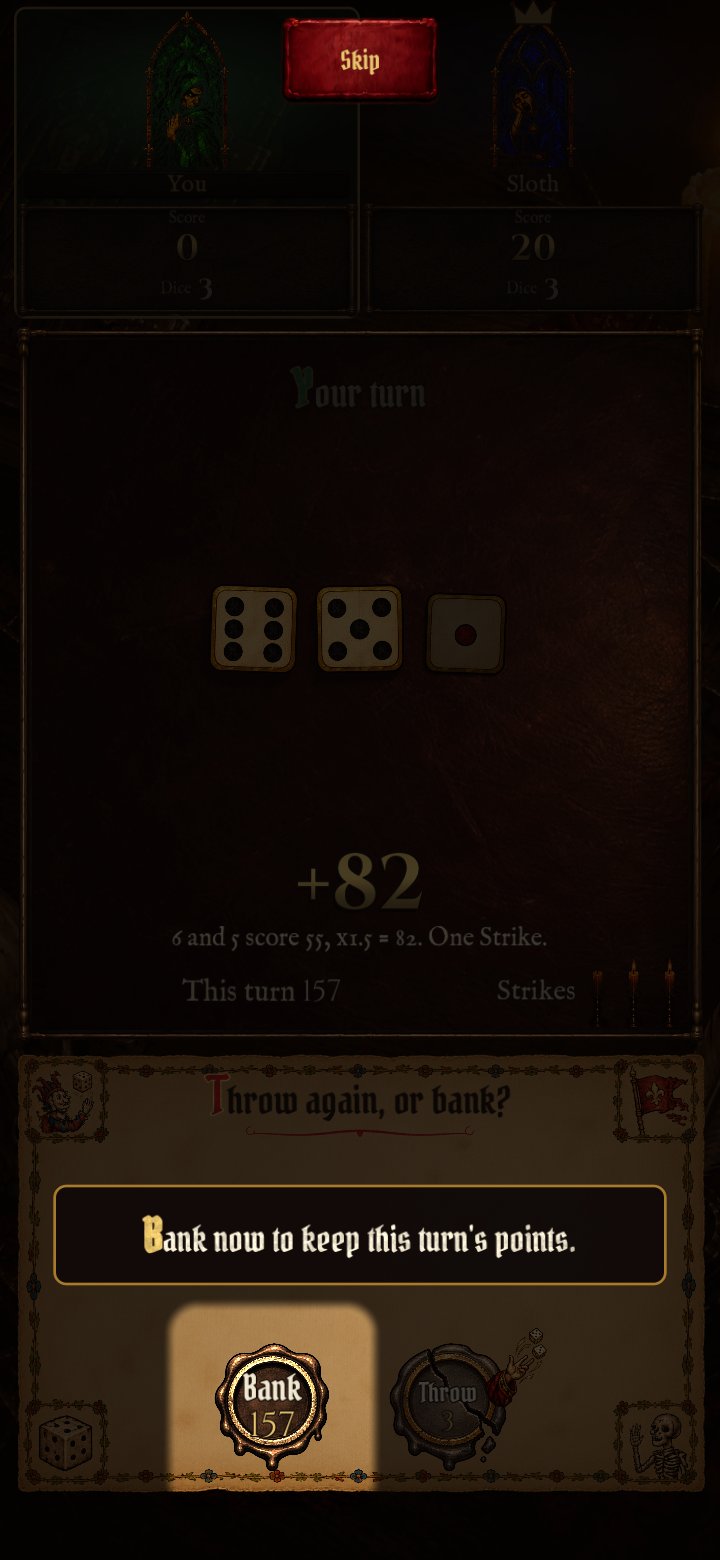 Skip
You
Sloth
Score
0
Dice 3
Score
20
Dice 3
Your turn
+82
6 and 5 score 55, x1.5 = 82. One Strike.
This turn 157
Strikes
Throw again, or bank?
Bank now to keep this turn's points.
Bank
157
Throw
3